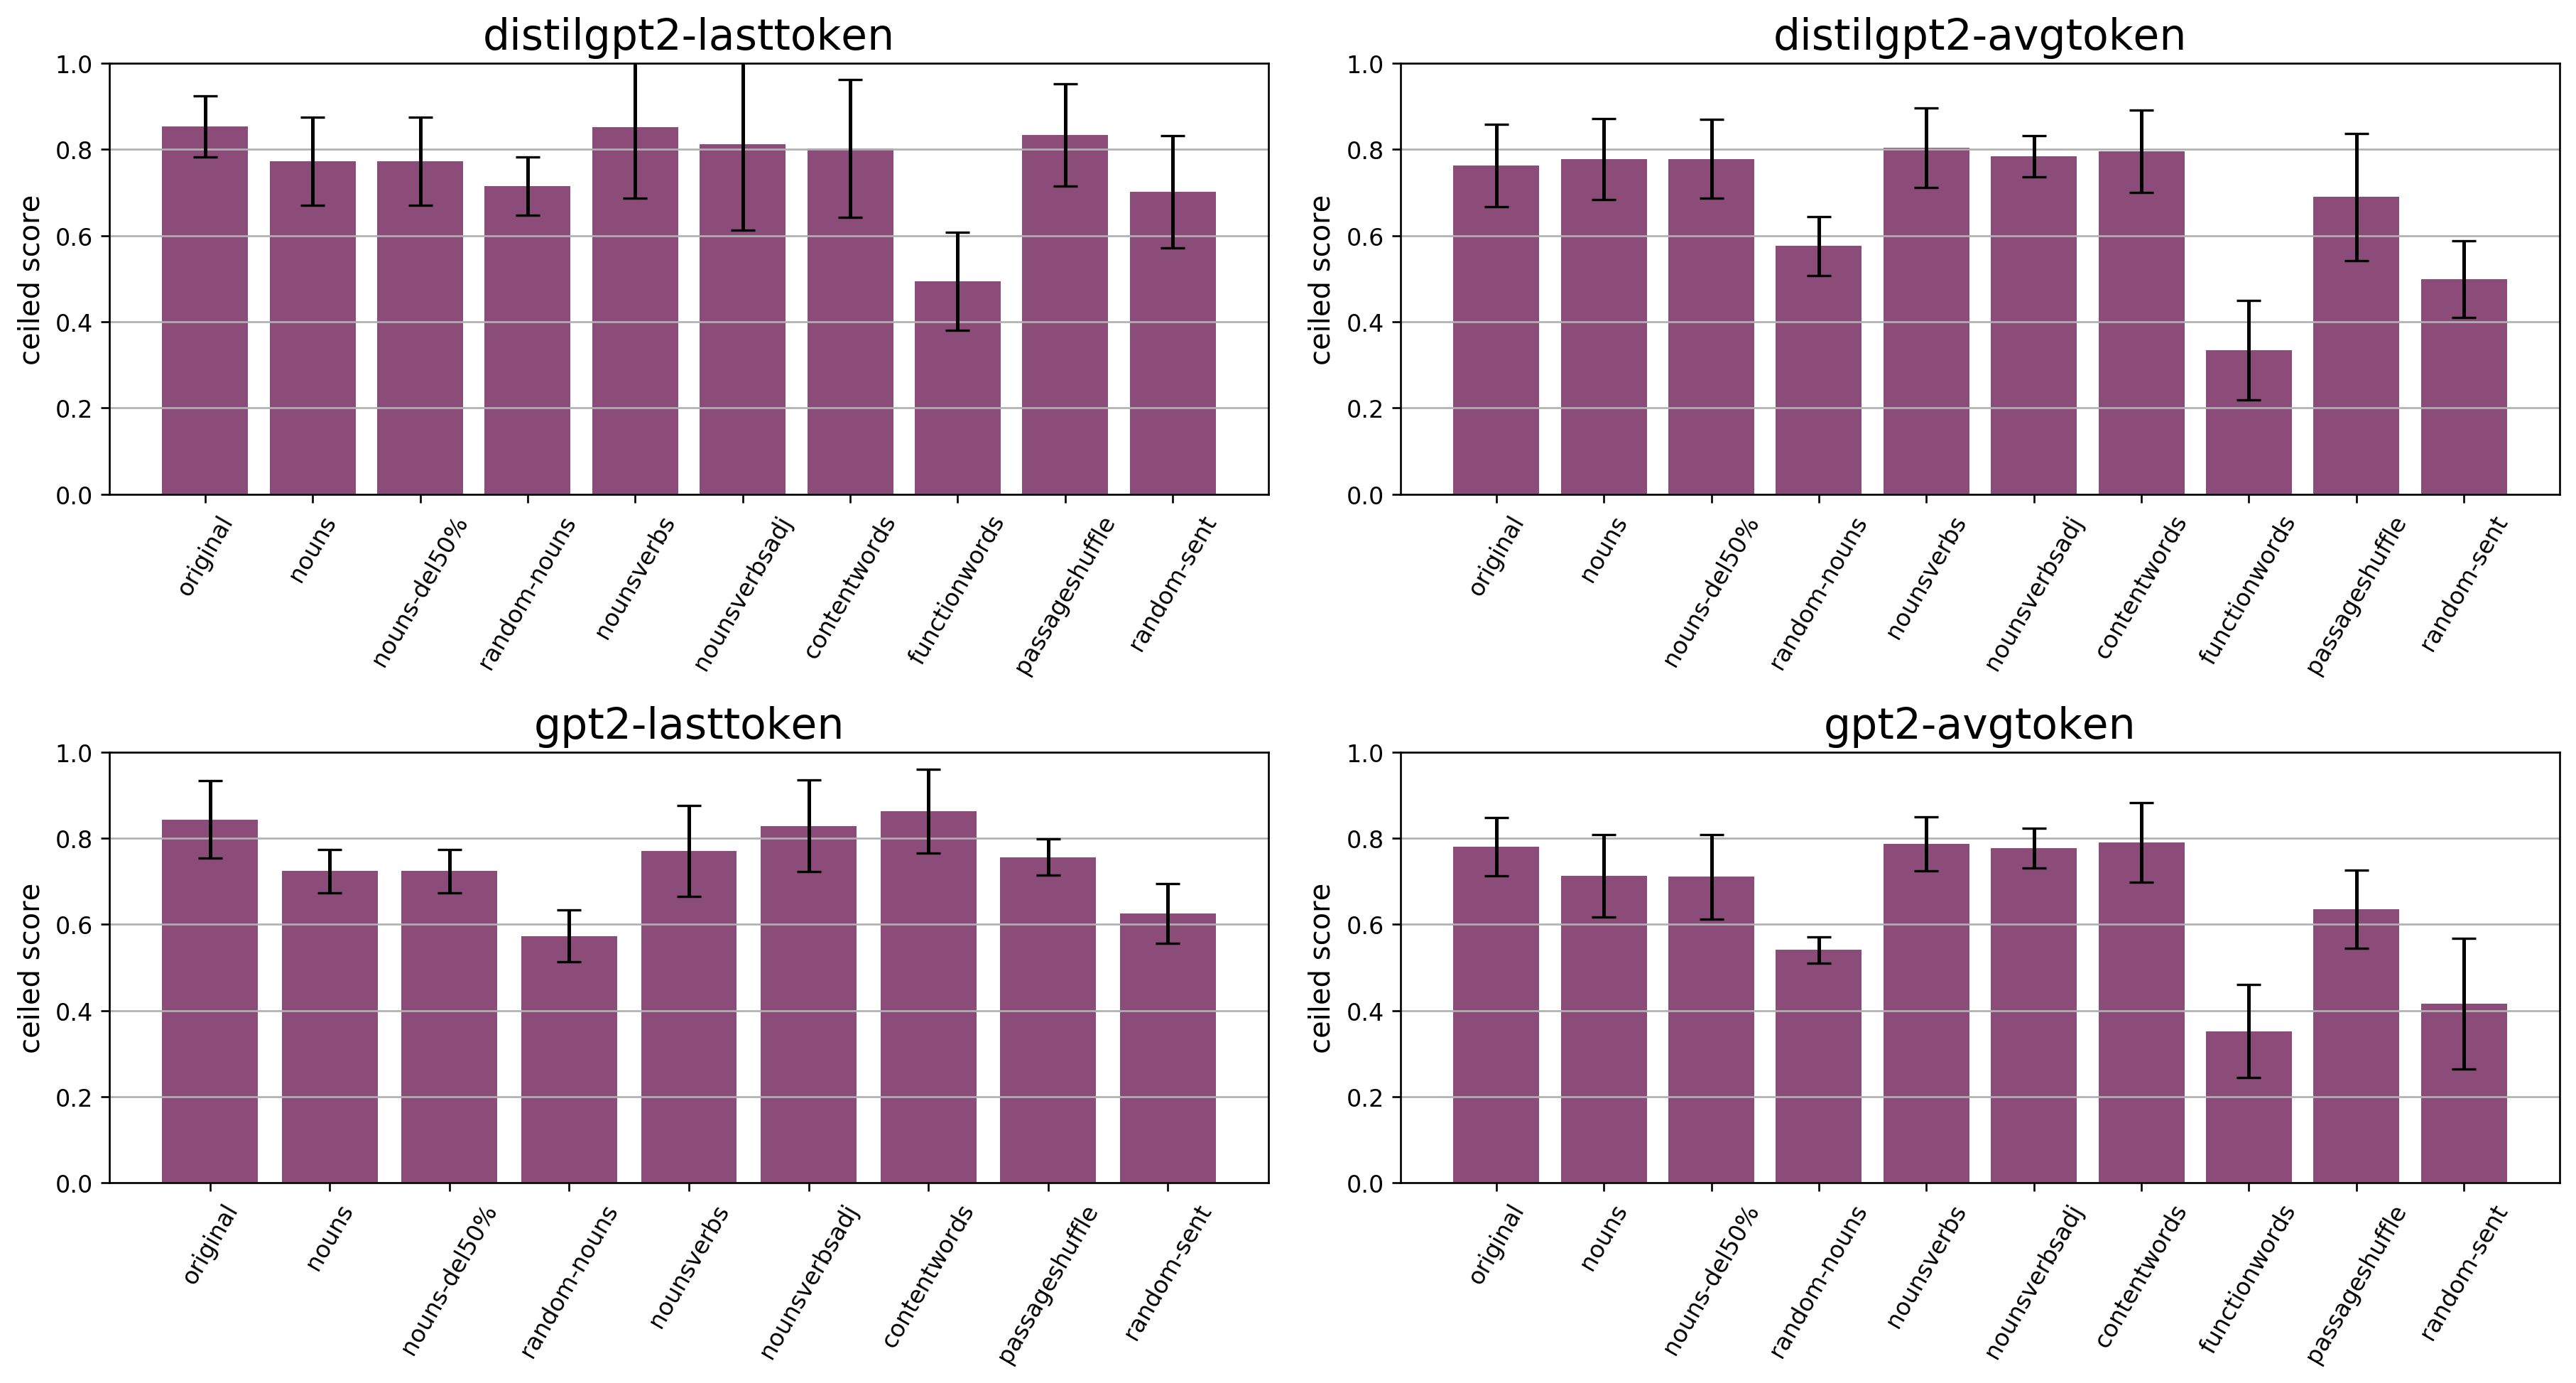 distilgpt2-lasttoken
ceiled score
1.0
0.8
0.6
0.4
0.2
0.0
original
nouns
nouns-del50%
random-nouns
nounsverbs
nounsverbsadj
contentwords
functionwords
passageshuffle
random-sent
distilgpt2-avgtoken
ceiled score
1.0
0.8
0.6
0.4
0.2
0.0
original
nouns
nouns-del50%
random-nouns
nounsverbs
nounsverbsadj
contentwords
functionwords
passageshuffle
random-sent
gpt2-lasttoken
ceiled score
1.0
0.8
0.6
0.4
0.2
0.0
original
nouns
nouns-del50%
random-nouns
nounsverbs
nounsverbsadj
contentwords
passageshuffle
random-sent
gpt2-avgtoken
ceiled score
1.0
0.8
0.6
0.4
0.2
0.0
original
nouns
nouns-del50%
random-nouns
nounsverbs
nounsverbsadj
contentwords
functionwords
passageshuffle
random-sent